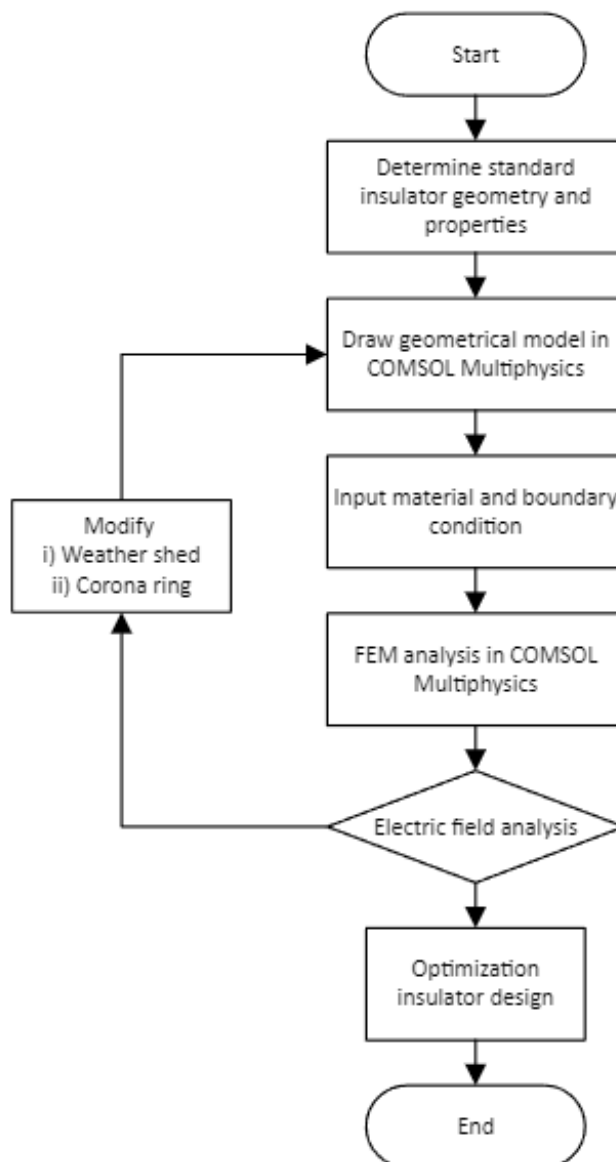 Start
Determine standard
insulator geometry and
properties
Draw geometrical model in
COMSOL Multiphysics
Input material and boundary
condition
Modify
i) Weather shed
ii) Corona ring
FEM analysis in COMSOL
Multiphysics
Electric field analysis
Optimization
insulator design
End